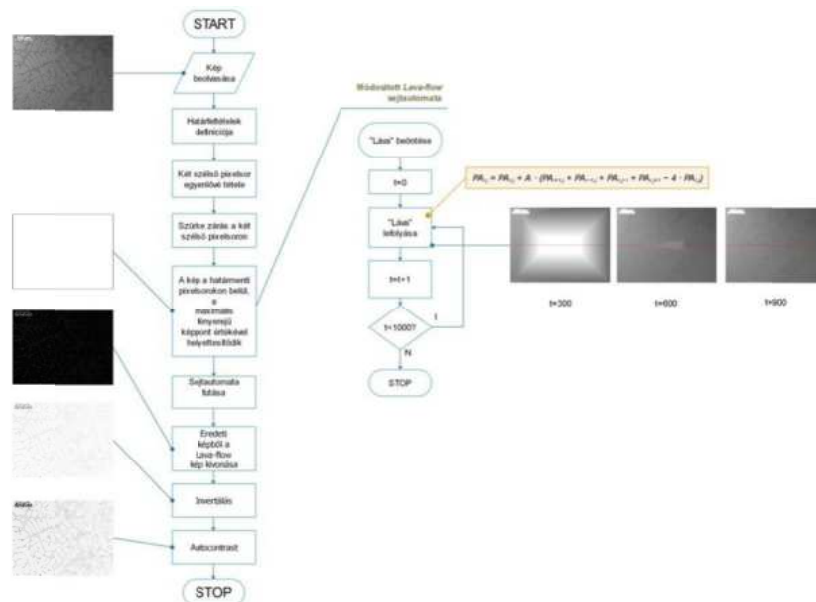 START
Kép
beolvasása
Határfeltételek
definíciója
Két szélső pixelsor
egyenlővé tétele
Szürke zárás a két
szélső pixelsoron
A kép a határmenti
pixelsorokon belül,
a
maximális
fényerejű
képpont értékével
helyettesítődik
Sejtautomata
futása
Eredeti
képből a
Lava-flow
kép kivonása
Invertálás
Autocontrast
STOP
Módosított Lava-flow
sejtautomata
"Láva" beöntése
t=0
"Láva"
lefolyása
t=t+1
t<1000?
I
N
STOP
t=300
t=600
t=900